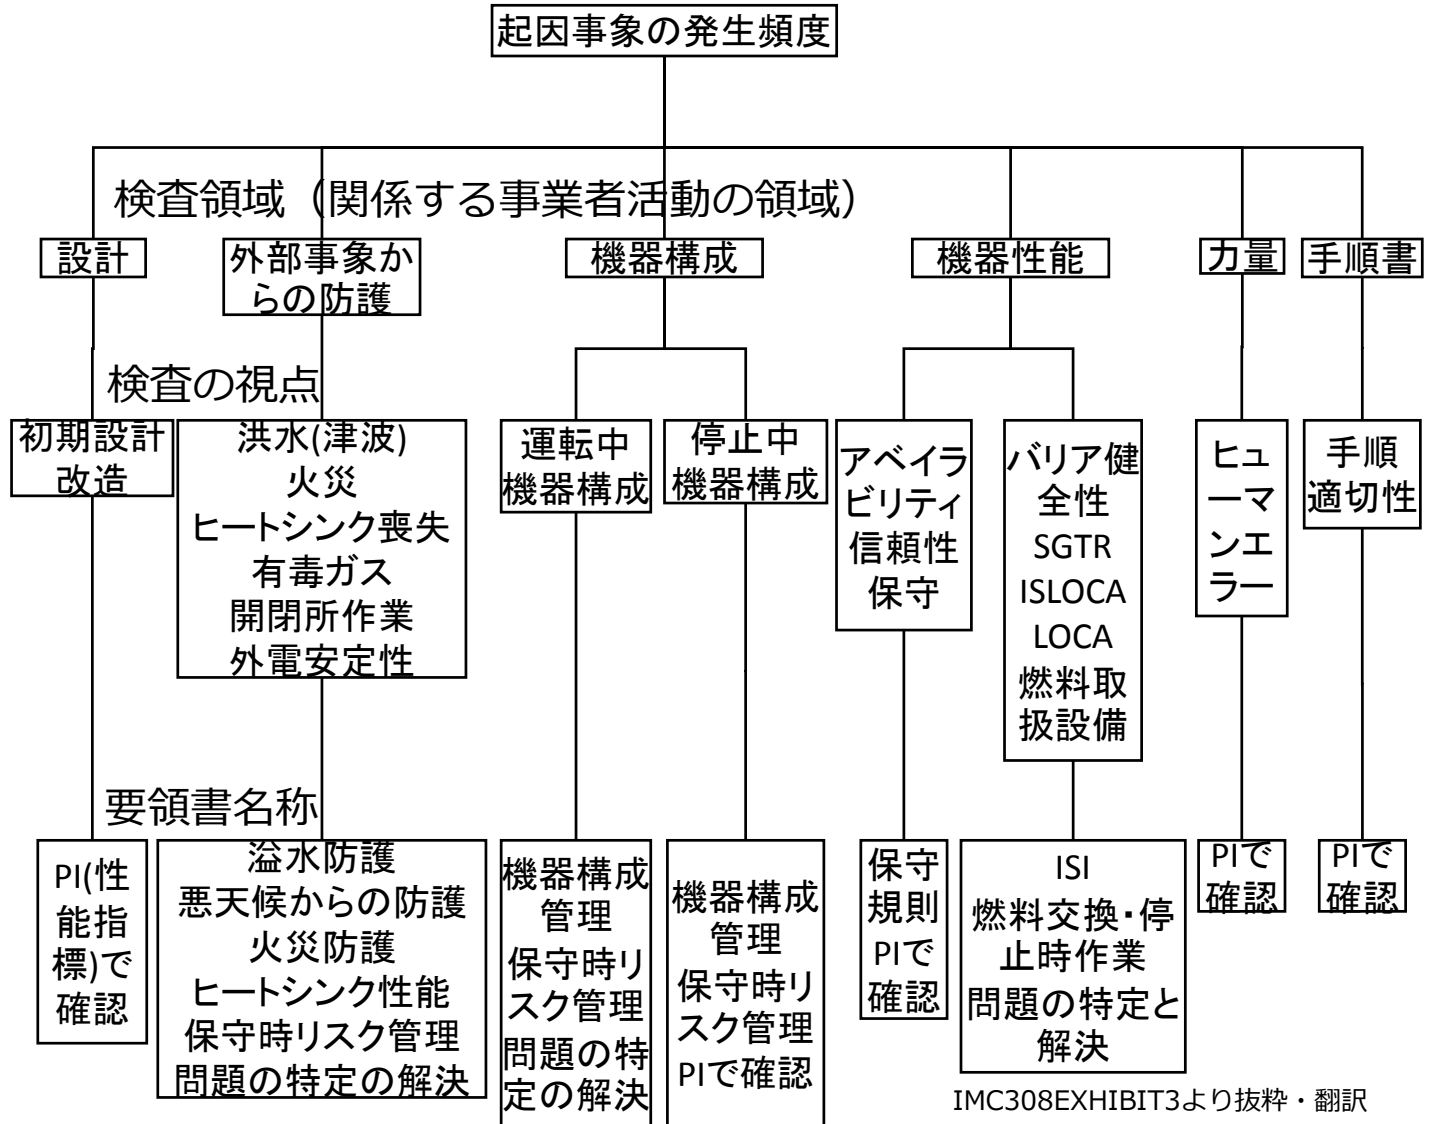 起因事象の発生頻度
検査領域（関係する事業者活動の領域）
設計
外部事象か
らの防護
機器構成
機器性能
力量
手順書
検査の視点
初期設計
改造
洪水(津波)
火災
ヒートシンク喪失
有毒ガス
開閉所作業
外電安定性
運転中
機器構成
停止中
機器構成
アベイラ
ビリティ
信頼性
保守
バリア健
全性
SGTR
ISLOCA
LOCA
燃料取
扱設備
ヒュ
ーマ
ンエ
ラー
手順
適切性
要領書名称
PI(性
能指
標)で
確認
溢水防護
悪天候からの防護
火災防護
ヒートシンク性能
保守時リスク管理
問題の特定の解決
機器構成
管理
保守時リ
スク管理
問題の特
定の解決
機器構成
管理
保守時リ
スク管理
PIで確認
保守
規則
PIで
確認
ISI
燃料交換・停
止時作業
問題の特定と
解決
PIで
確認
PIで
確認
IMC308EXHIBIT3より抜粋・翻訳